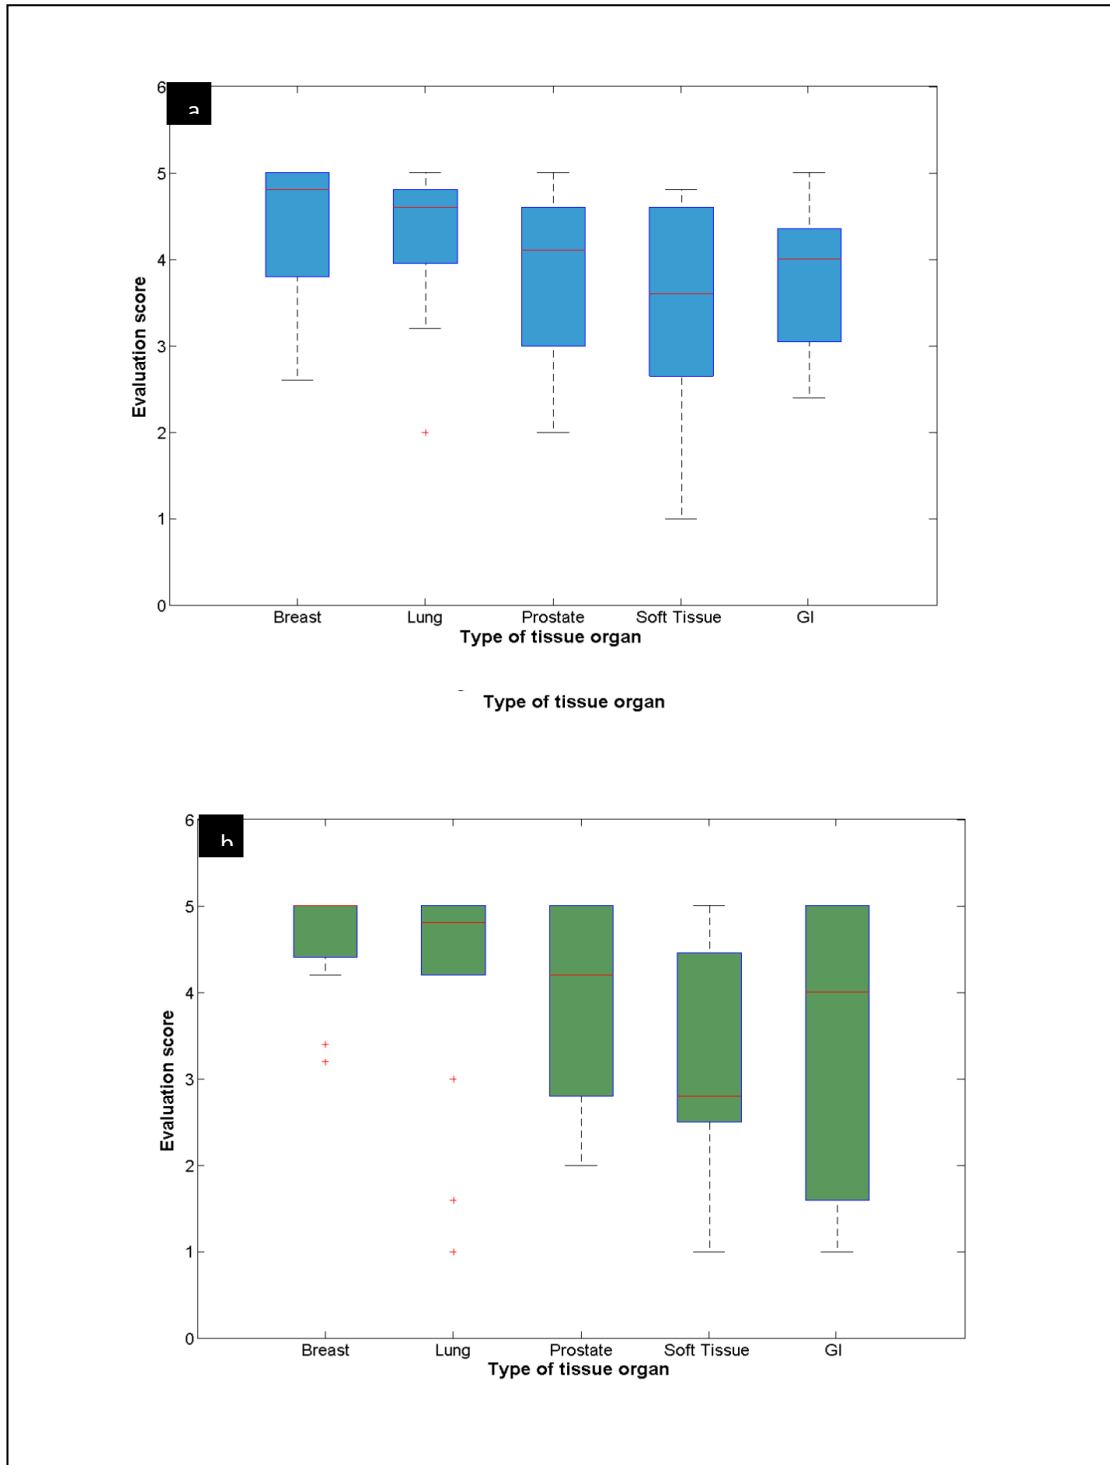 a
6
5
4
3
2
1
0
Evaluation score
Breast Lung Prostate Soft Tissue GI
Type of tissue organ
Type of tissue organ
b
6
5
4
3
2
1
0
Evaluation score
Breast Lung Prostate Soft Tissue GI
Type of tissue organ